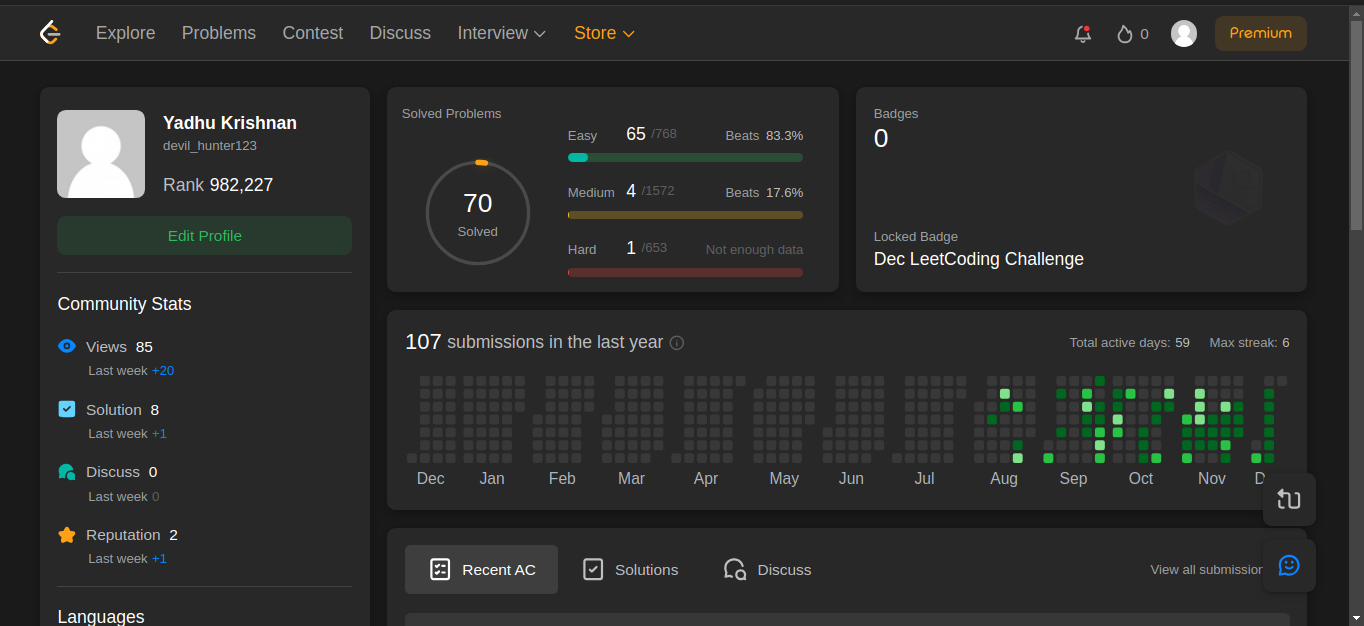 Explore Problems Contest Discuss Interview Store 0 Premium
Yadhu Krishnan
devil_hunter123
Rank 982,227
Edit Profile
Community Stats
Views 85
Last week +20
Solution 8
Last week +1
Discuss 0
Last week 0
Reputation 2
Last week +1
Languages
Solved Problems
70
Solved
Easy 65 /768 Beats 83.3%
Medium 4 /1572 Beats 17.6%
Hard 1 /653 Not enough data
Badges
0
Locked Badge
Dec LeetCoding Challenge
107 submissions in the last year
Total active days: 59 Max streak: 6
Dec Jan Feb Mar Apr May Jun Jul Aug Sep Oct Nov D
Recent AC Solutions Discuss View all submission